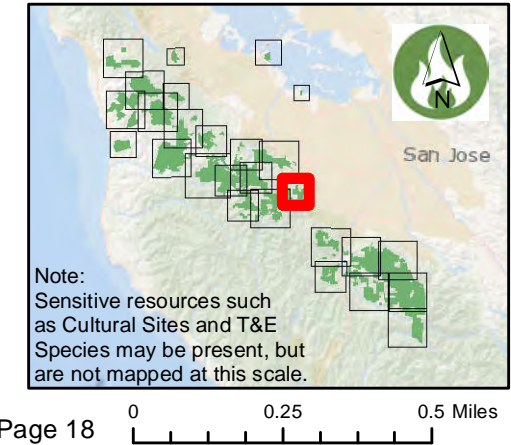 N
San Jose
Note:
Sensitive resources such
as Cultural Sites and T&E
Species may be present, but
are not mapped at this scale.
Page 18
0 0.25 0.5 Miles